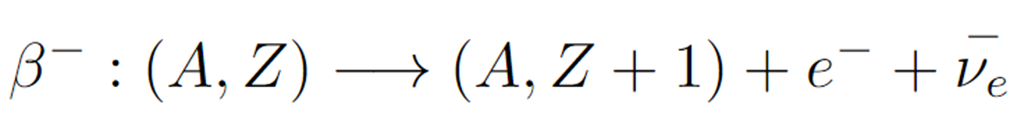 β⁻ : (A, Z) ⟶ (A, Z + 1) + e⁻ + ν̄ₑ